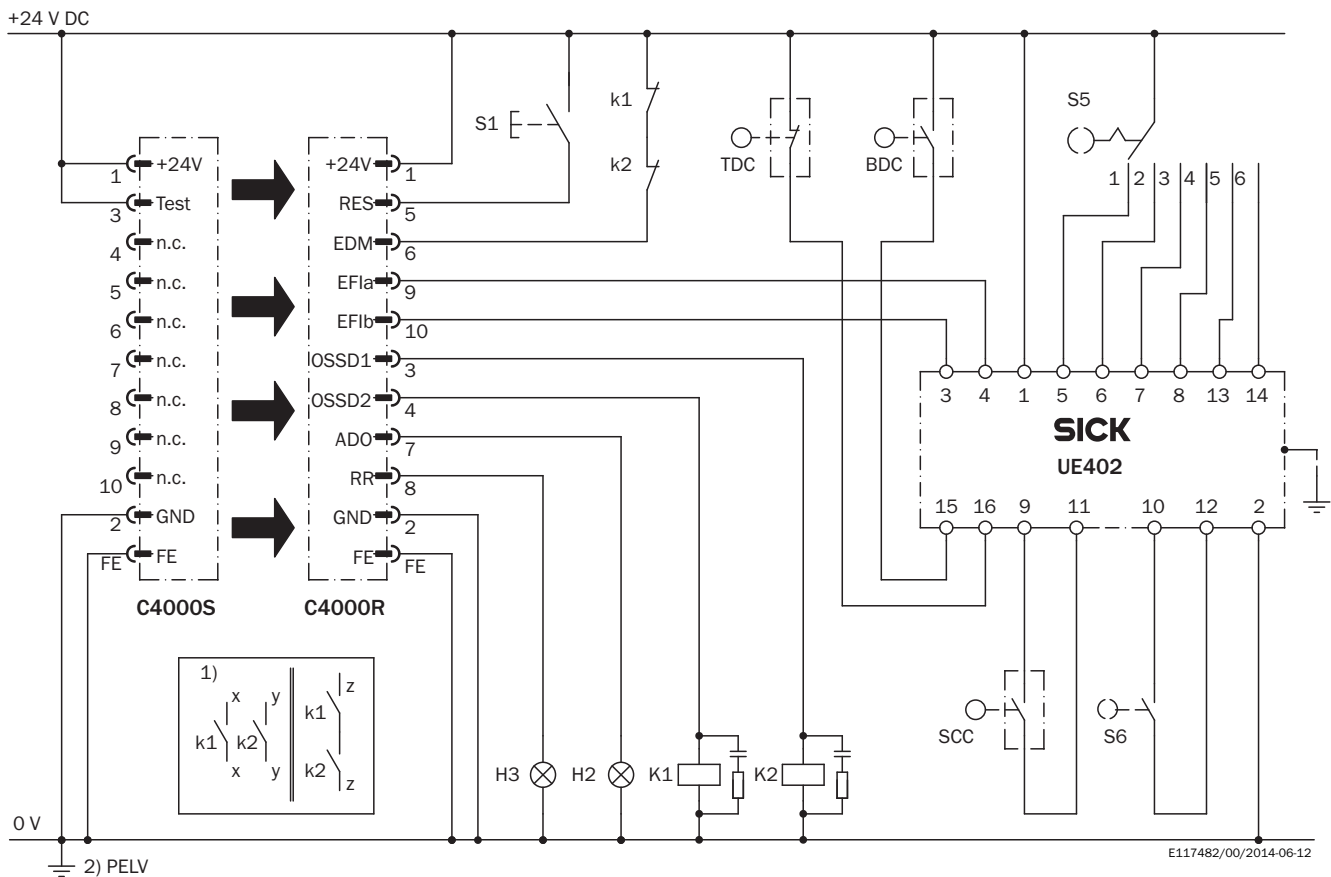 +24 V DC
S1
k1
k2
TDC
BDC
S5
1 2 3 4 5 6
1 +24V
3 Test
4 n.c.
5 n.c.
6 n.c.
7 n.c.
8 n.c.
9 n.c.
10 n.c.
2 GND
FE FE
C4000S
+24V 1
RES 5
EDM 6
EFIa 9
EFIb 10
OSSD1 3
OSSD2 4
ADO 7
RR 8
GND 2
FE FE
C4000R
3 4 1 5 6 7 8 13 14
SICK
UE402
15 16 9 11 10 12 2
SCC
S6
1)
x y z
k1 k2 k1
k2
x y z
H3 H2 K1 K2
0 V
2) PELV
E117482/00/2014-06-12